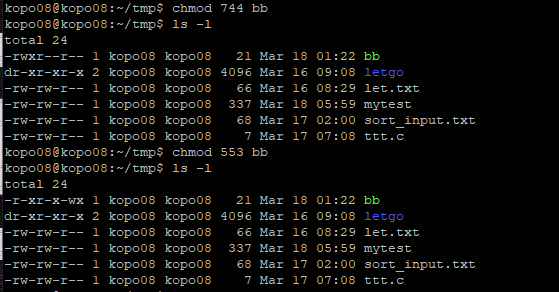 kopo08@kopo08:~/tmp$ chmod 744 bb
kopo08@kopo08:~/tmp$ ls -l
total 24
-rwxr--r-- 1 kopo08 kopo08   21 Mar 18 01:22 bb
dr-xr-xr-x 2 kopo08 kopo08 4096 Mar 16 09:08 letgo
-rw-rw-r-- 1 kopo08 kopo08   66 Mar 16 08:29 let.txt
-rw-rw-r-- 1 kopo08 kopo08  337 Mar 18 05:59 mytest
-rw-rw-r-- 1 kopo08 kopo08   68 Mar 17 02:00 sort_input.txt
-rw-rw-r-- 1 kopo08 kopo08    7 Mar 17 07:08 ttt.c
kopo08@kopo08:~/tmp$ chmod 553 bb
kopo08@kopo08:~/tmp$ ls -l
total 24
-r-xr-x-wx 1 kopo08 kopo08   21 Mar 18 01:22 bb
dr-xr-xr-x 2 kopo08 kopo08 4096 Mar 16 09:08 letgo
-rw-rw-r-- 1 kopo08 kopo08   66 Mar 16 08:29 let.txt
-rw-rw-r-- 1 kopo08 kopo08  337 Mar 18 05:59 mytest
-rw-rw-r-- 1 kopo08 kopo08   68 Mar 17 02:00 sort_input.txt
-rw-rw-r-- 1 kopo08 kopo08    7 Mar 17 07:08 ttt.c